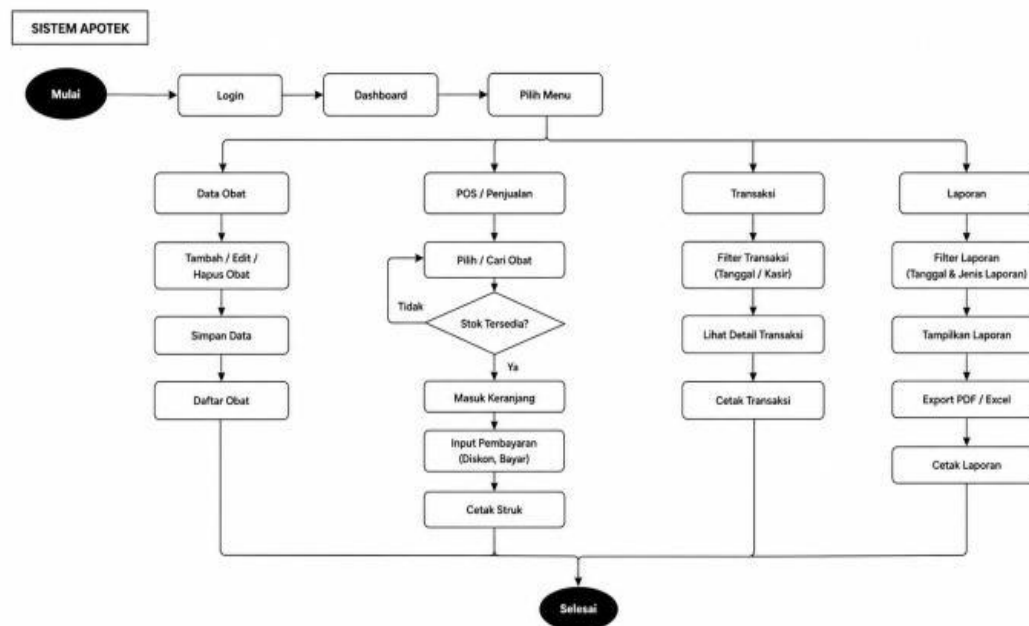 SISTEM APOTEK
Mulai
Login
Dashboard
Pilih Menu
Data Obat
Tambah / Edit /
Hapus Obat
Simpan Data
Daftar Obat
POS / Penjualan
Pilih / Cari Obat
Tidak
Stok Tersedia?
Ya
Masuk Keranjang
Input Pembayaran
(Diskon, Bayar)
Cetak Struk
Transaksi
Filter Transaksi
(Tanggal / Kasir)
Lihat Detail Transaksi
Cetak Transaksi
Laporan
Filter Laporan
(Tanggal & Jenis Laporan)
Tampilkan Laporan
Export PDF / Excel
Cetak Laporan
Selesai